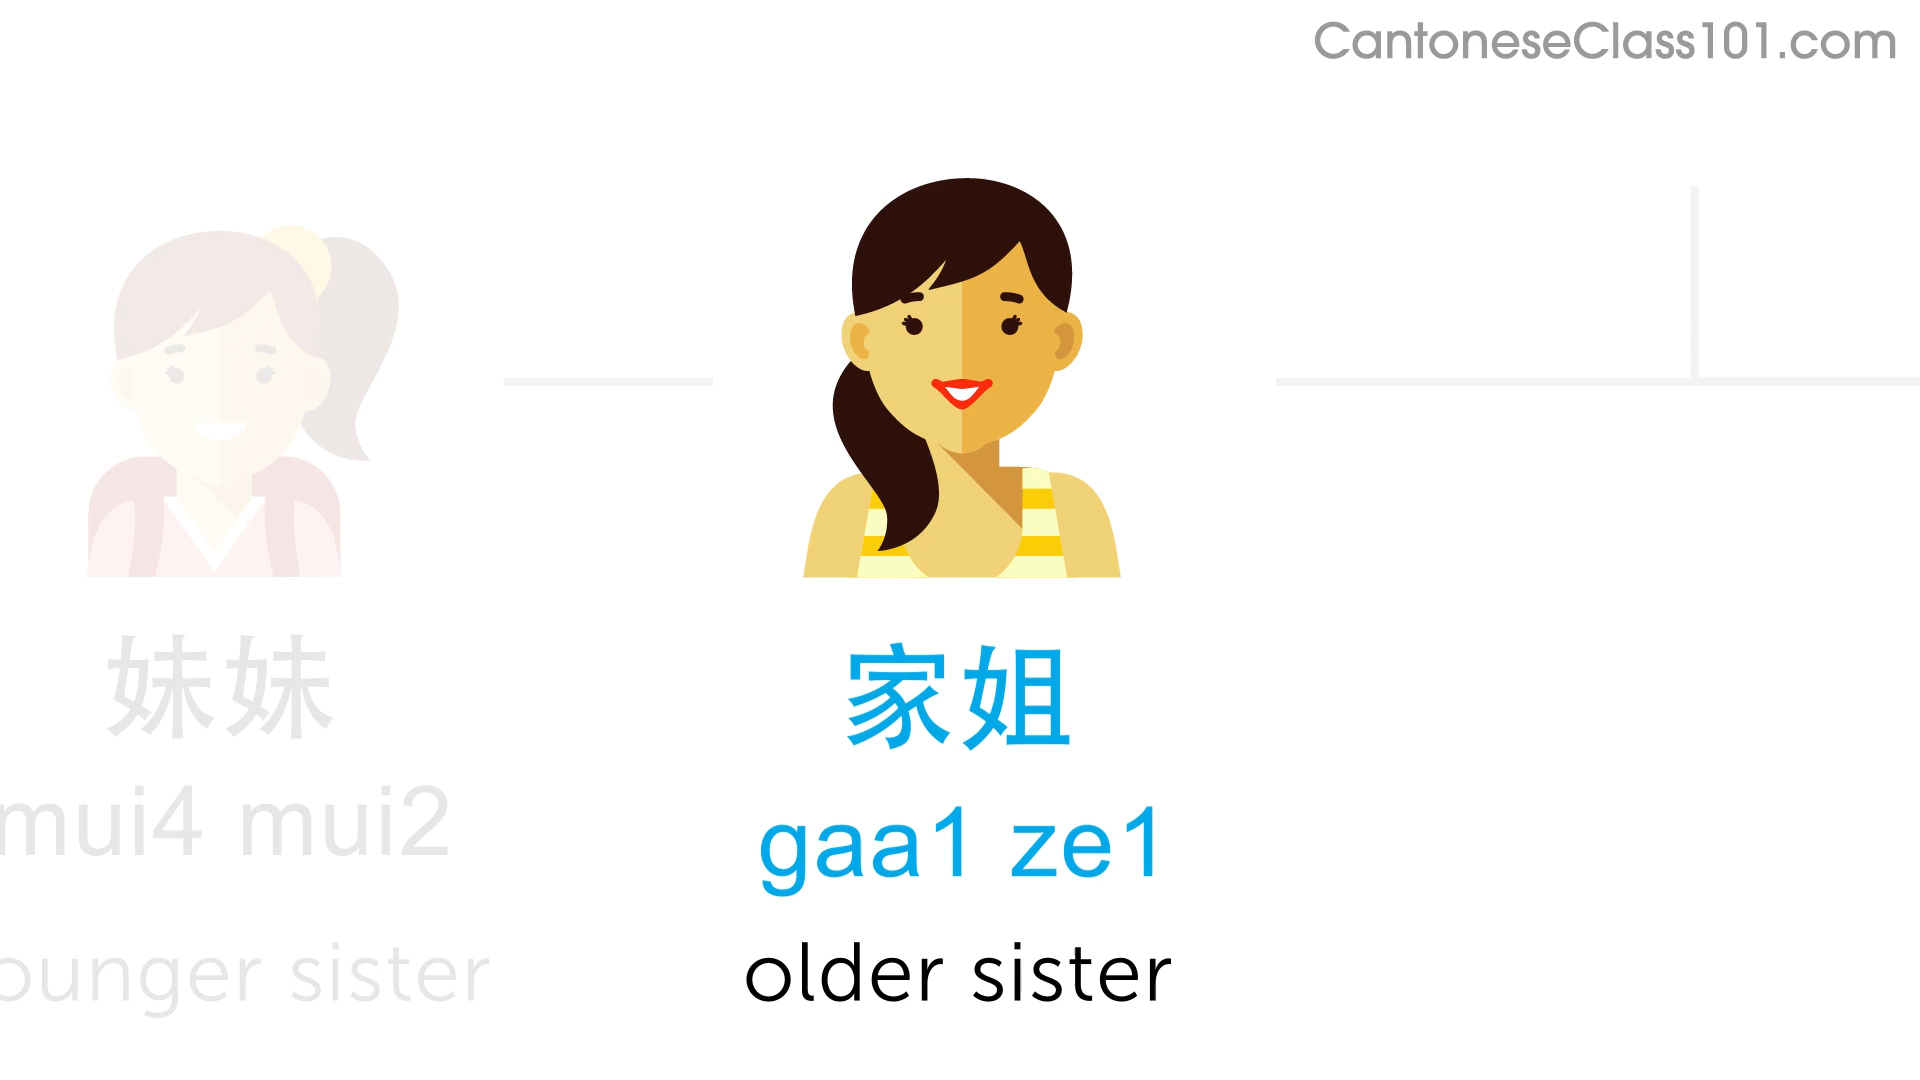 CantoneseClass101.com
妹妹
mui4 mui2
ounger sister
家姐
gaa1 ze1
older sister